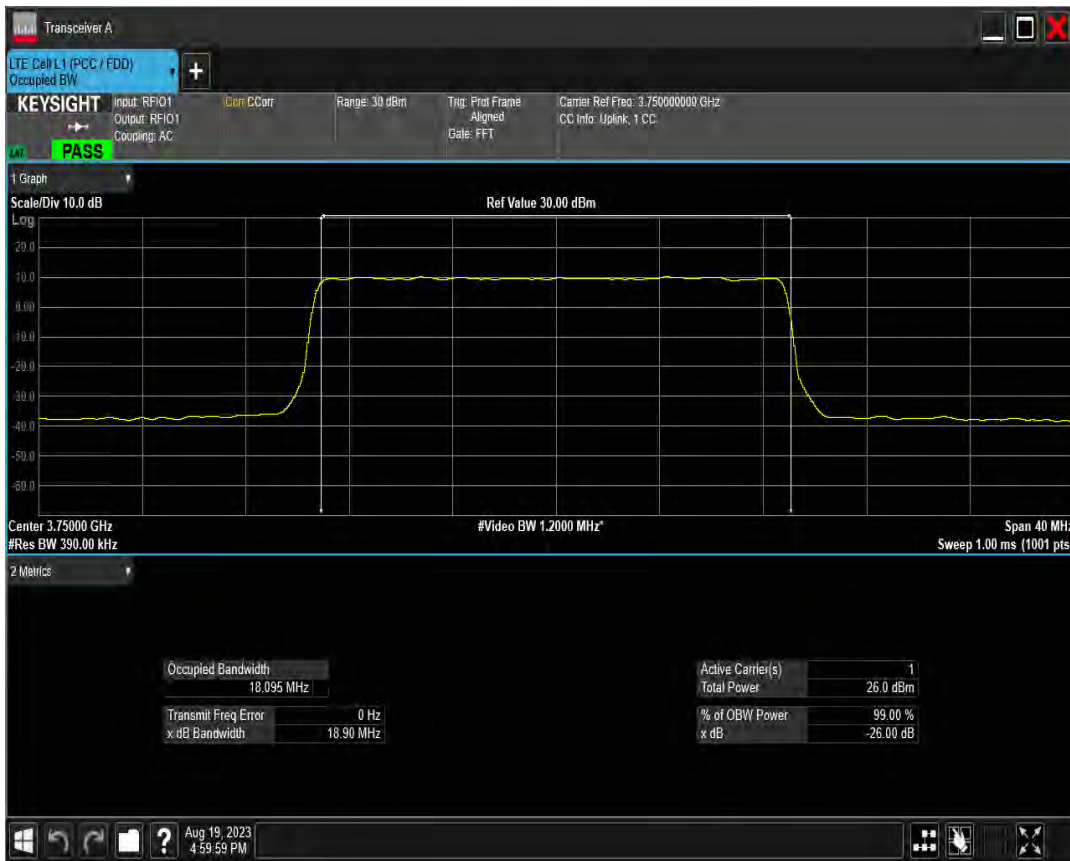 Transceiver A
LTE Cell L1 (PCC / FDD)
Occupied BW
+
KEYSIGHT
PASS
Input: RFIO1
Output: RFIO1
Coupling: AC
Corr CCorr
Range: 30 dBm
Trig: Prot Frame
Aligned
Gate: FFT
Carrier Ref Freq: 3.750000000 GHz
CC Info: Uplink, 1 CC
1 Graph
Scale/Div 10.0 dB
Ref Value 30.00 dBm
Log
20.0
10.0
0.00
-10.0
-20.0
-30.0
-40.0
-50.0
-60.0
Center 3.75000 GHz
#Video BW 1.2000 MHz*
Span 40 MHz
#Res BW 390.00 kHz
Sweep 1.00 ms (1001 pts
2 Metrics
Occupied Bandwidth
18.095 MHz
Transmit Freq Error 0 Hz
x dB Bandwidth 18.90 MHz
Active Carrier(s) 1
Total Power 26.0 dBm
% of OBW Power 99.00 %
x dB -26.00 dB
?
Aug 19, 2023
4:59:59 PM